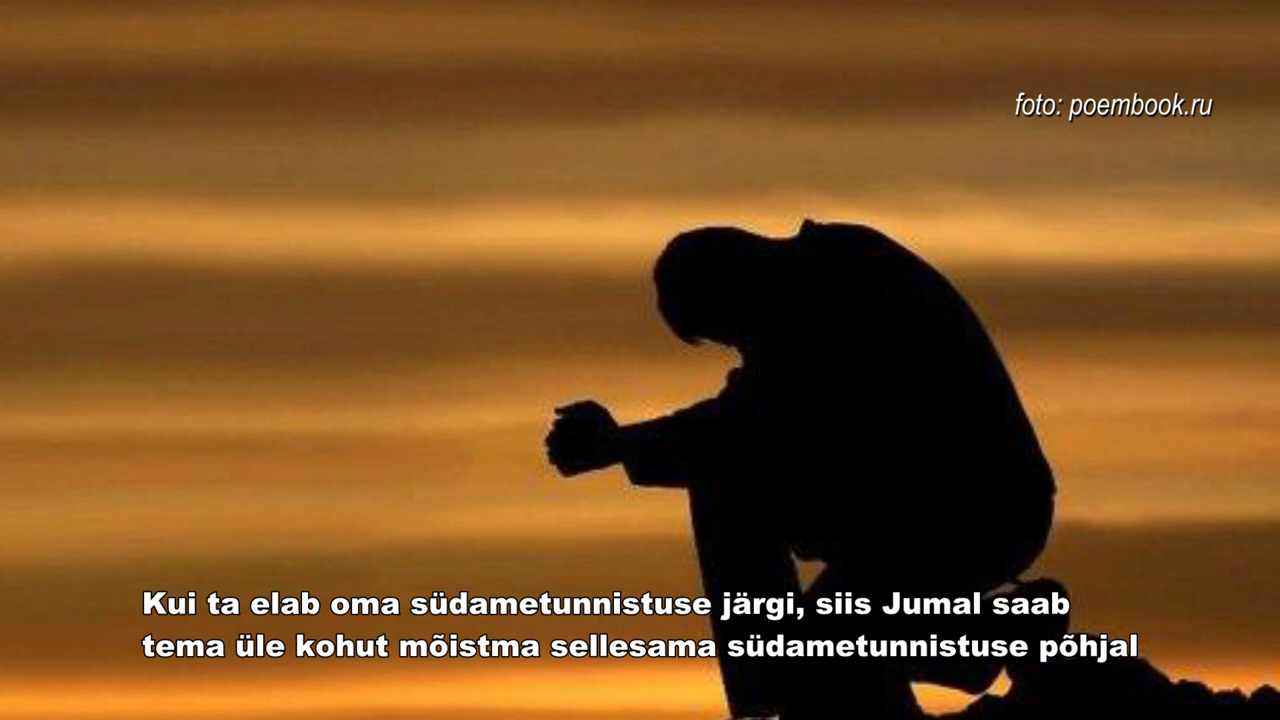 foto: poembook.ru
Kui ta elab oma südametunnistuse järgi, siis Jumal saab
tema üle kohut mõistma sellesama südametunnistuse põhjal